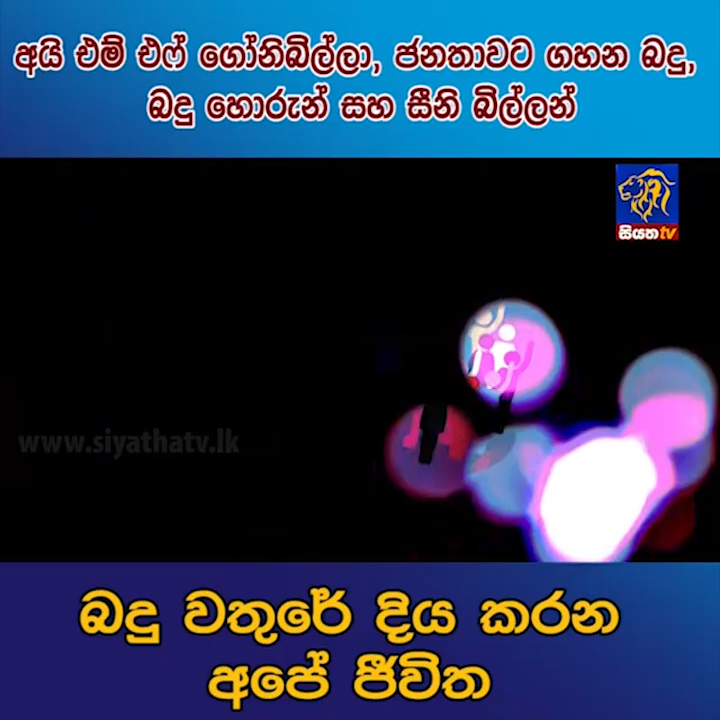 අයි එම් එෆ් ගෝනිබිල්ලා, ජනතාවට ගහන බදු,
බදු හොරුන් සහ සීනි බිල්ලන්
සියත tv
www.siyathatv.lk
බදු වතුරේ දිය කරන
අපේ ජීවිත